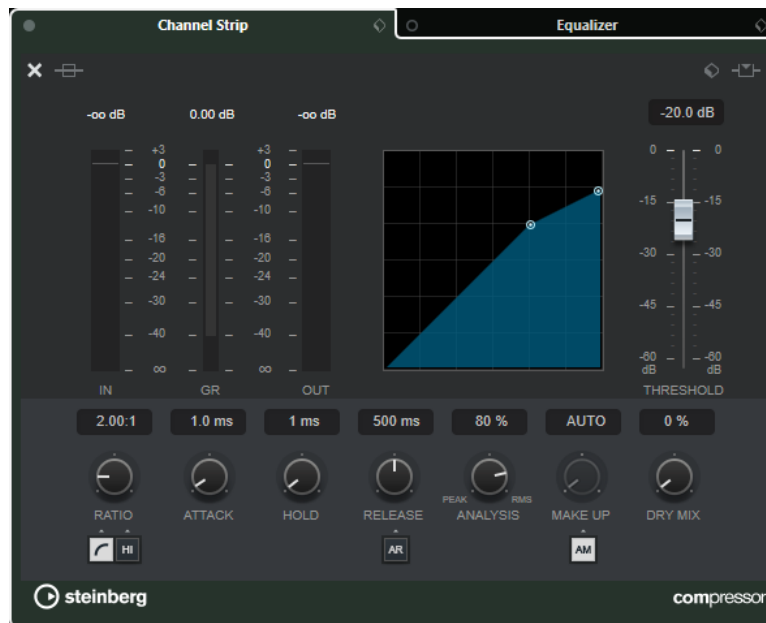 Channel Strip
Equalizer
-oo dB 0.00 dB -oo dB
-20.0 dB
+3 +3
0 0
-3 -3
-6 -6
-10 -10
-16 -16
-20 -20
-24 -24
-30 -30
-40 -40
oo oo
0 0
-15 -15
-30 -30
-45 -45
-60 -60
dB dB
IN GR OUT
THRESHOLD
2.00:1 1.0 ms 1 ms 500 ms 80 % AUTO 0 %
PEAK RMS
RATIO ATTACK HOLD RELEASE ANALYSIS MAKE UP DRY MIX
HI AR AM
steinberg
compressor